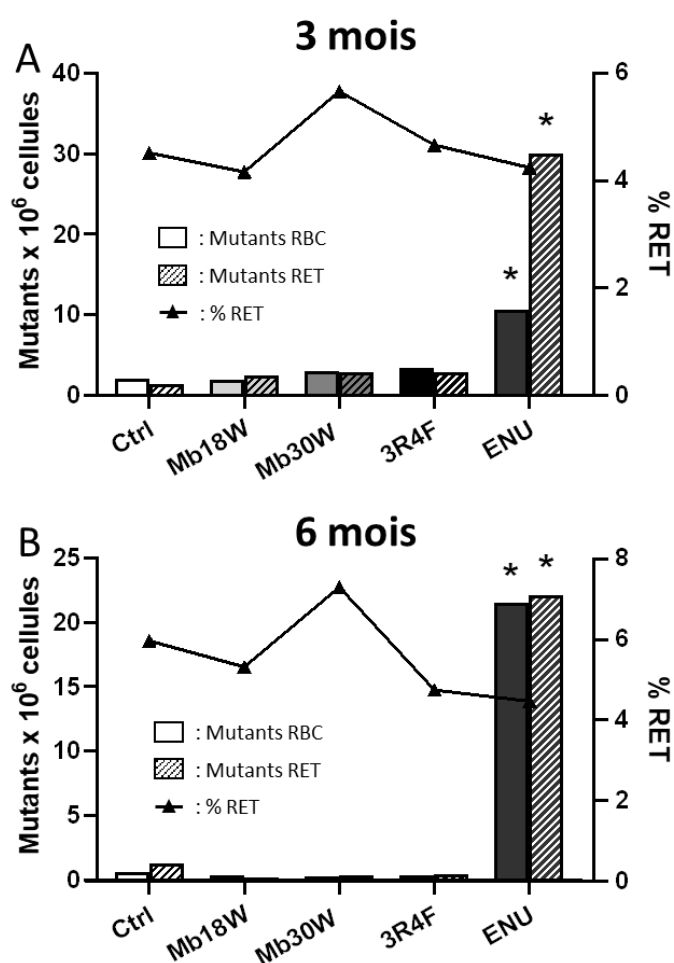 3 mois
A
40
30
20
10
0
Mutants x 10⁶ cellules
6
4
2
0
% RET
: Mutants RBC
: Mutants RET
: % RET
Ctrl
Mb18W
Mb30W
3R4F
ENU
*
*
6 mois
B
25
20
15
10
5
0
Mutants x 10⁶ cellules
8
6
4
2
0
% RET
: Mutants RBC
: Mutants RET
: % RET
Ctrl
Mb18W
Mb30W
3R4F
ENU
* *